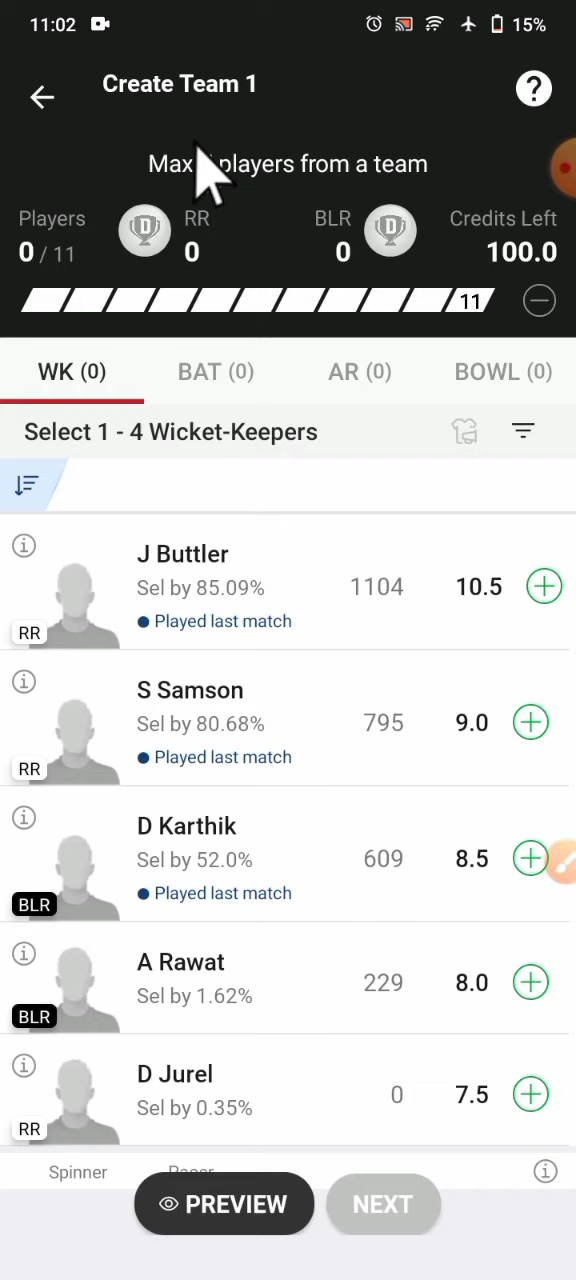 11:02 15%
Create Team 1
?
Max players from a team
Players RR BLR Credits Left
0 / 11 D 0 0 D 100.0
11
WK (0) BAT (0) AR (0) BOWL (0)
Select 1 - 4 Wicket-Keepers
J Buttler
Sel by 85.09% 1104 10.5
RR Played last match
S Samson
Sel by 80.68% 795 9.0
RR Played last match
D Karthik
Sel by 52.0% 609 8.5
BLR Played last match
A Rawat
Sel by 1.62% 229 8.0
BLR
D Jurel
Sel by 0.35% 0 7.5
RR
Spinner Pacer
PREVIEW NEXT